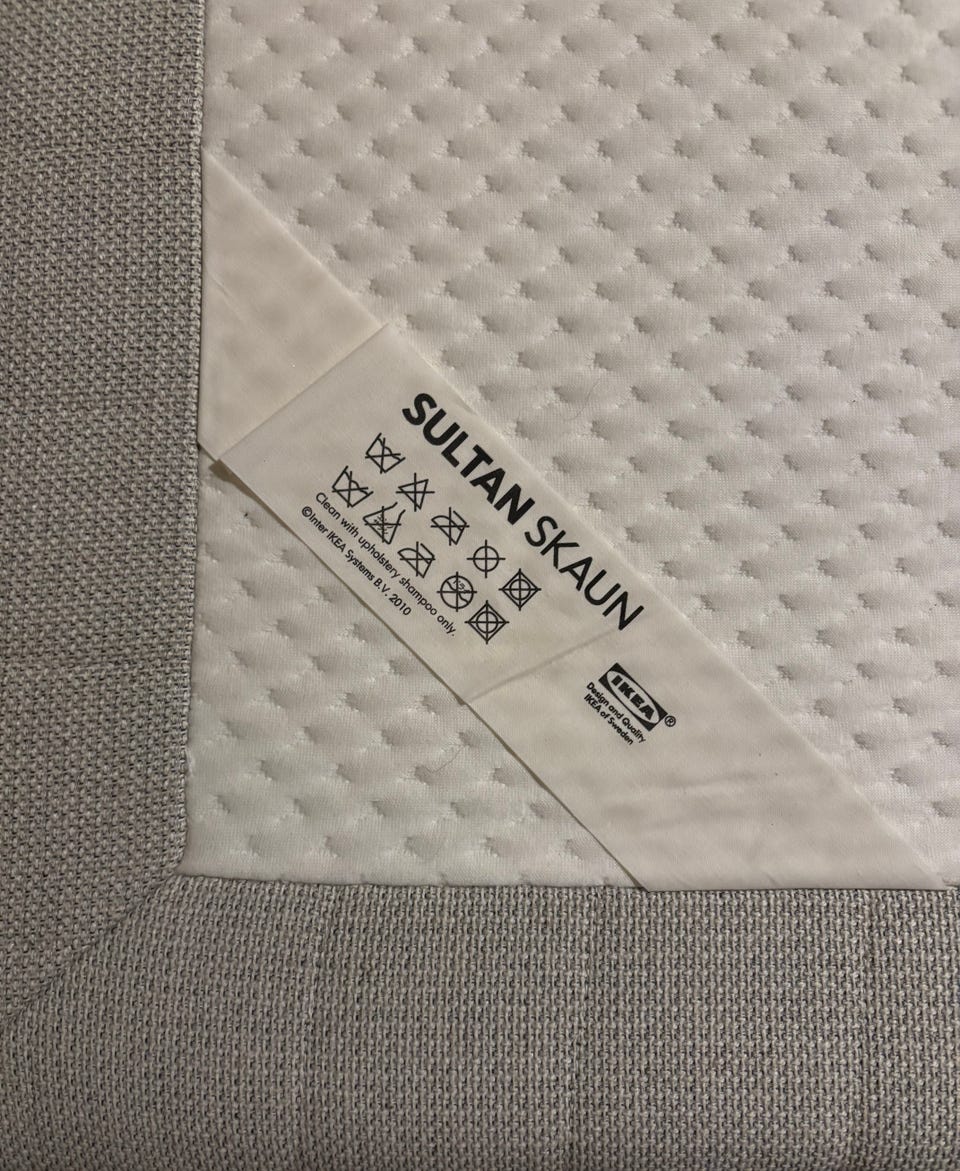 SULTAN SKAUN
Clean with upholstery shampoo only.
©Inter IKEA Systems B.V. 2010
IKEA®
Design and Quality
IKEA of Sweden